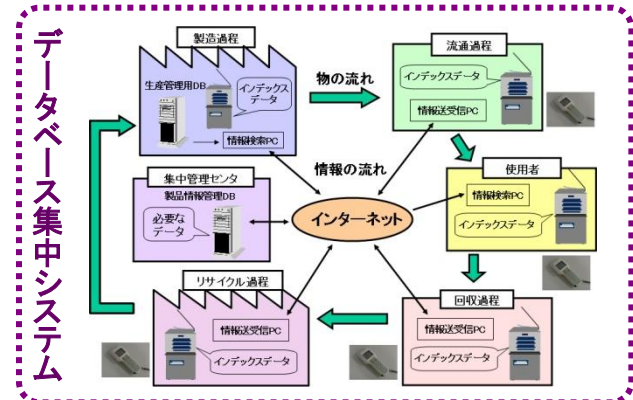 データベース集中システム
製造過程
生産管理用DB
インデックス
データ
情報検索PC
物の流れ
流通過程
インデックスデータ
情報送受信PC
情報の流れ
集中管理センタ
製品情報管理DB
必要な
データ
インターネット
使用者
情報検索PC
インデックスデータ
リサイクル過程
情報送受信PC
インデックスデータ
回収過程
情報送受信PC
インデックスデータ